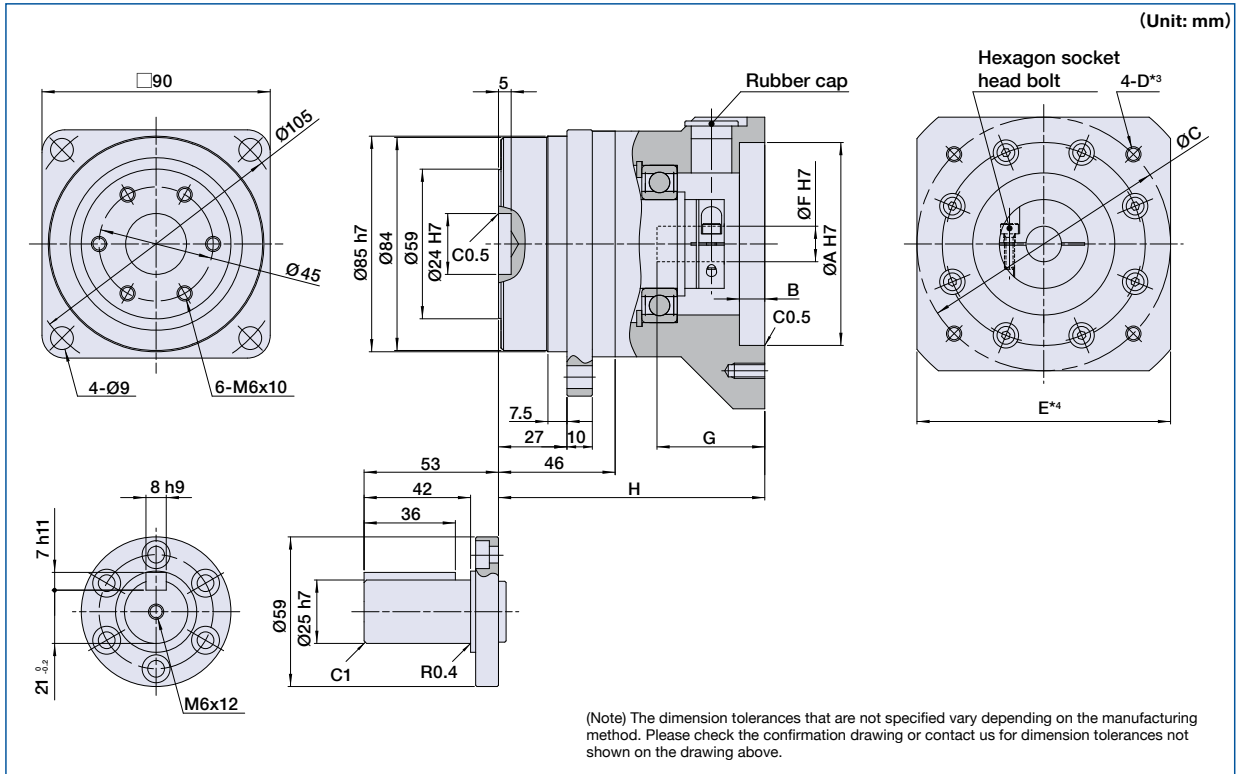 (Unit: mm)
□90
Ø105
Ø45
4-Ø9
6-M6x10
5
Rubber cap
Ø85 h7
Ø84
Ø59
Ø24 H7
C0.5
ØF H7
ØA H7
B
C0.5
7.5
27
10
46
G
H
Hexagon socket
head bolt
4-D*3
ØC
E*4
8 h9
7 h11
21 0 -0.2
M6x12
53
42
36
Ø59
Ø25 h7
C1
R0.4
(Note) The dimension tolerances that are not specified vary depending on the manufacturing
method. Please check the confirmation drawing or contact us for dimension tolerances not
shown on the drawing above.